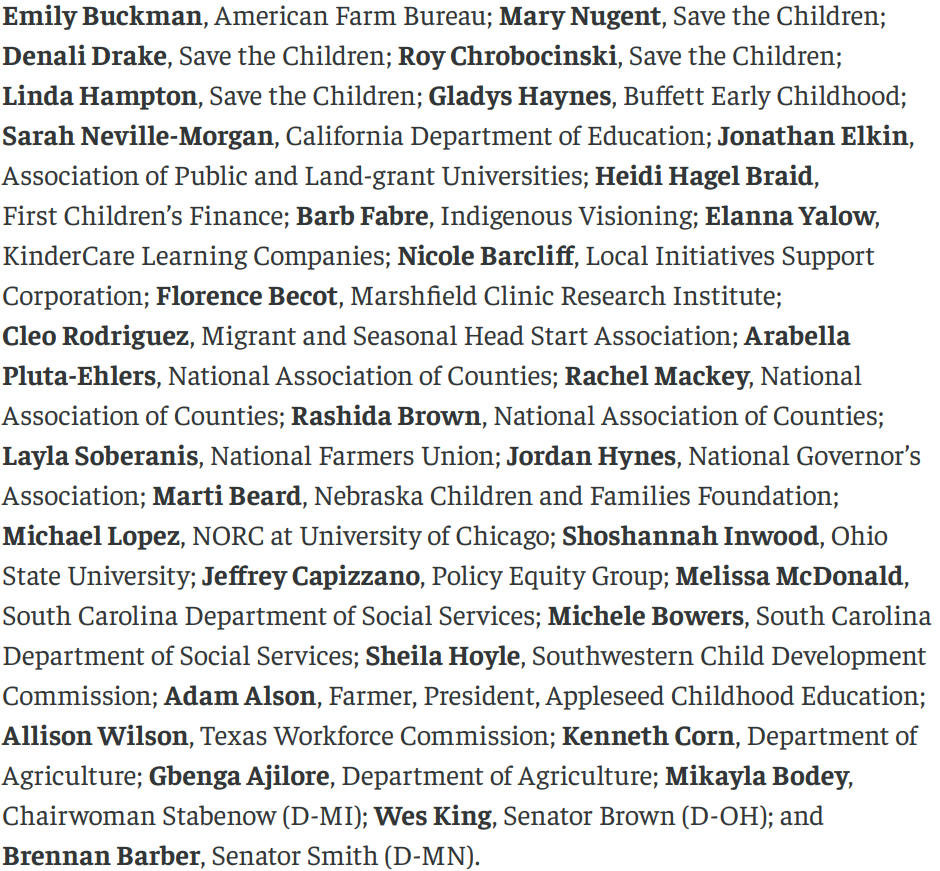 Emily Buckman, American Farm Bureau; Mary Nugent, Save the Children;
Denali Drake, Save the Children; Roy Chrobocinski, Save the Children;
Linda Hampton, Save the Children; Gladys Haynes, Buffett Early Childhood;
Sarah Neville-Morgan, California Department of Education; Jonathan Elkin,
Association of Public and Land-grant Universities; Heidi Hagel Braid,
First Children’s Finance; Barb Fabre, Indigenous Visioning; Elanna Yalow,
KinderCare Learning Companies; Nicole Barcliff, Local Initiatives Support
Corporation; Florence Becot, Marshfield Clinic Research Institute;
Cleo Rodriguez, Migrant and Seasonal Head Start Association; Arabella
Pluta-Ehlers, National Association of Counties; Rachel Mackey, National
Association of Counties; Rashida Brown, National Association of Counties;
Layla Soberanis, National Farmers Union; Jordan Hynes, National Governor’s
Association; Marti Beard, Nebraska Children and Families Foundation;
Michael Lopez, NORC at University of Chicago; Shoshannah Inwood, Ohio
State University; Jeffrey Capizzano, Policy Equity Group; Melissa McDonald,
South Carolina Department of Social Services; Michele Bowers, South Carolina
Department of Social Services; Sheila Hoyle, Southwestern Child Development
Commission; Adam Alson, Farmer, President, Appleseed Childhood Education;
Allison Wilson, Texas Workforce Commission; Kenneth Corn, Department of
Agriculture; Gbenga Ajilore, Department of Agriculture; Mikayla Bodey,
Chairwoman Stabenow (D-MI); Wes King, Senator Brown (D-OH); and
Brennan Barber, Senator Smith (D-MN).